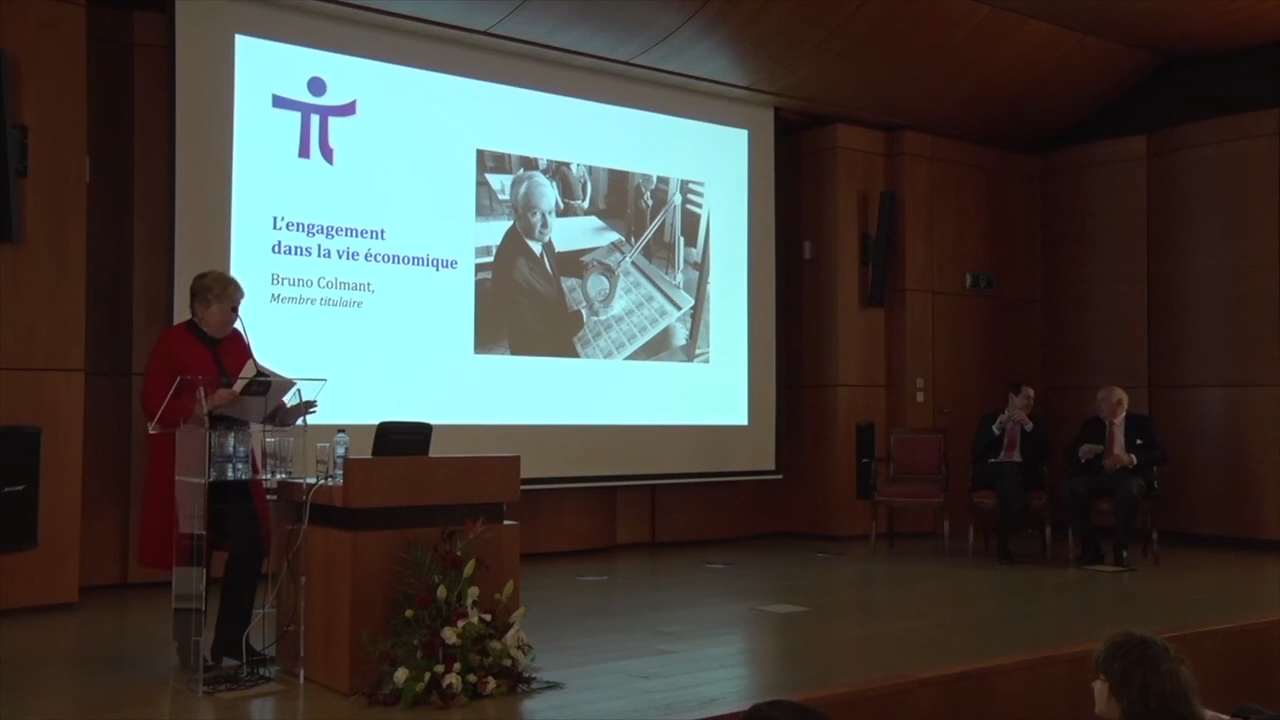 L'engagement
dans la vie économique
Bruno Colmant,
Membre titulaire